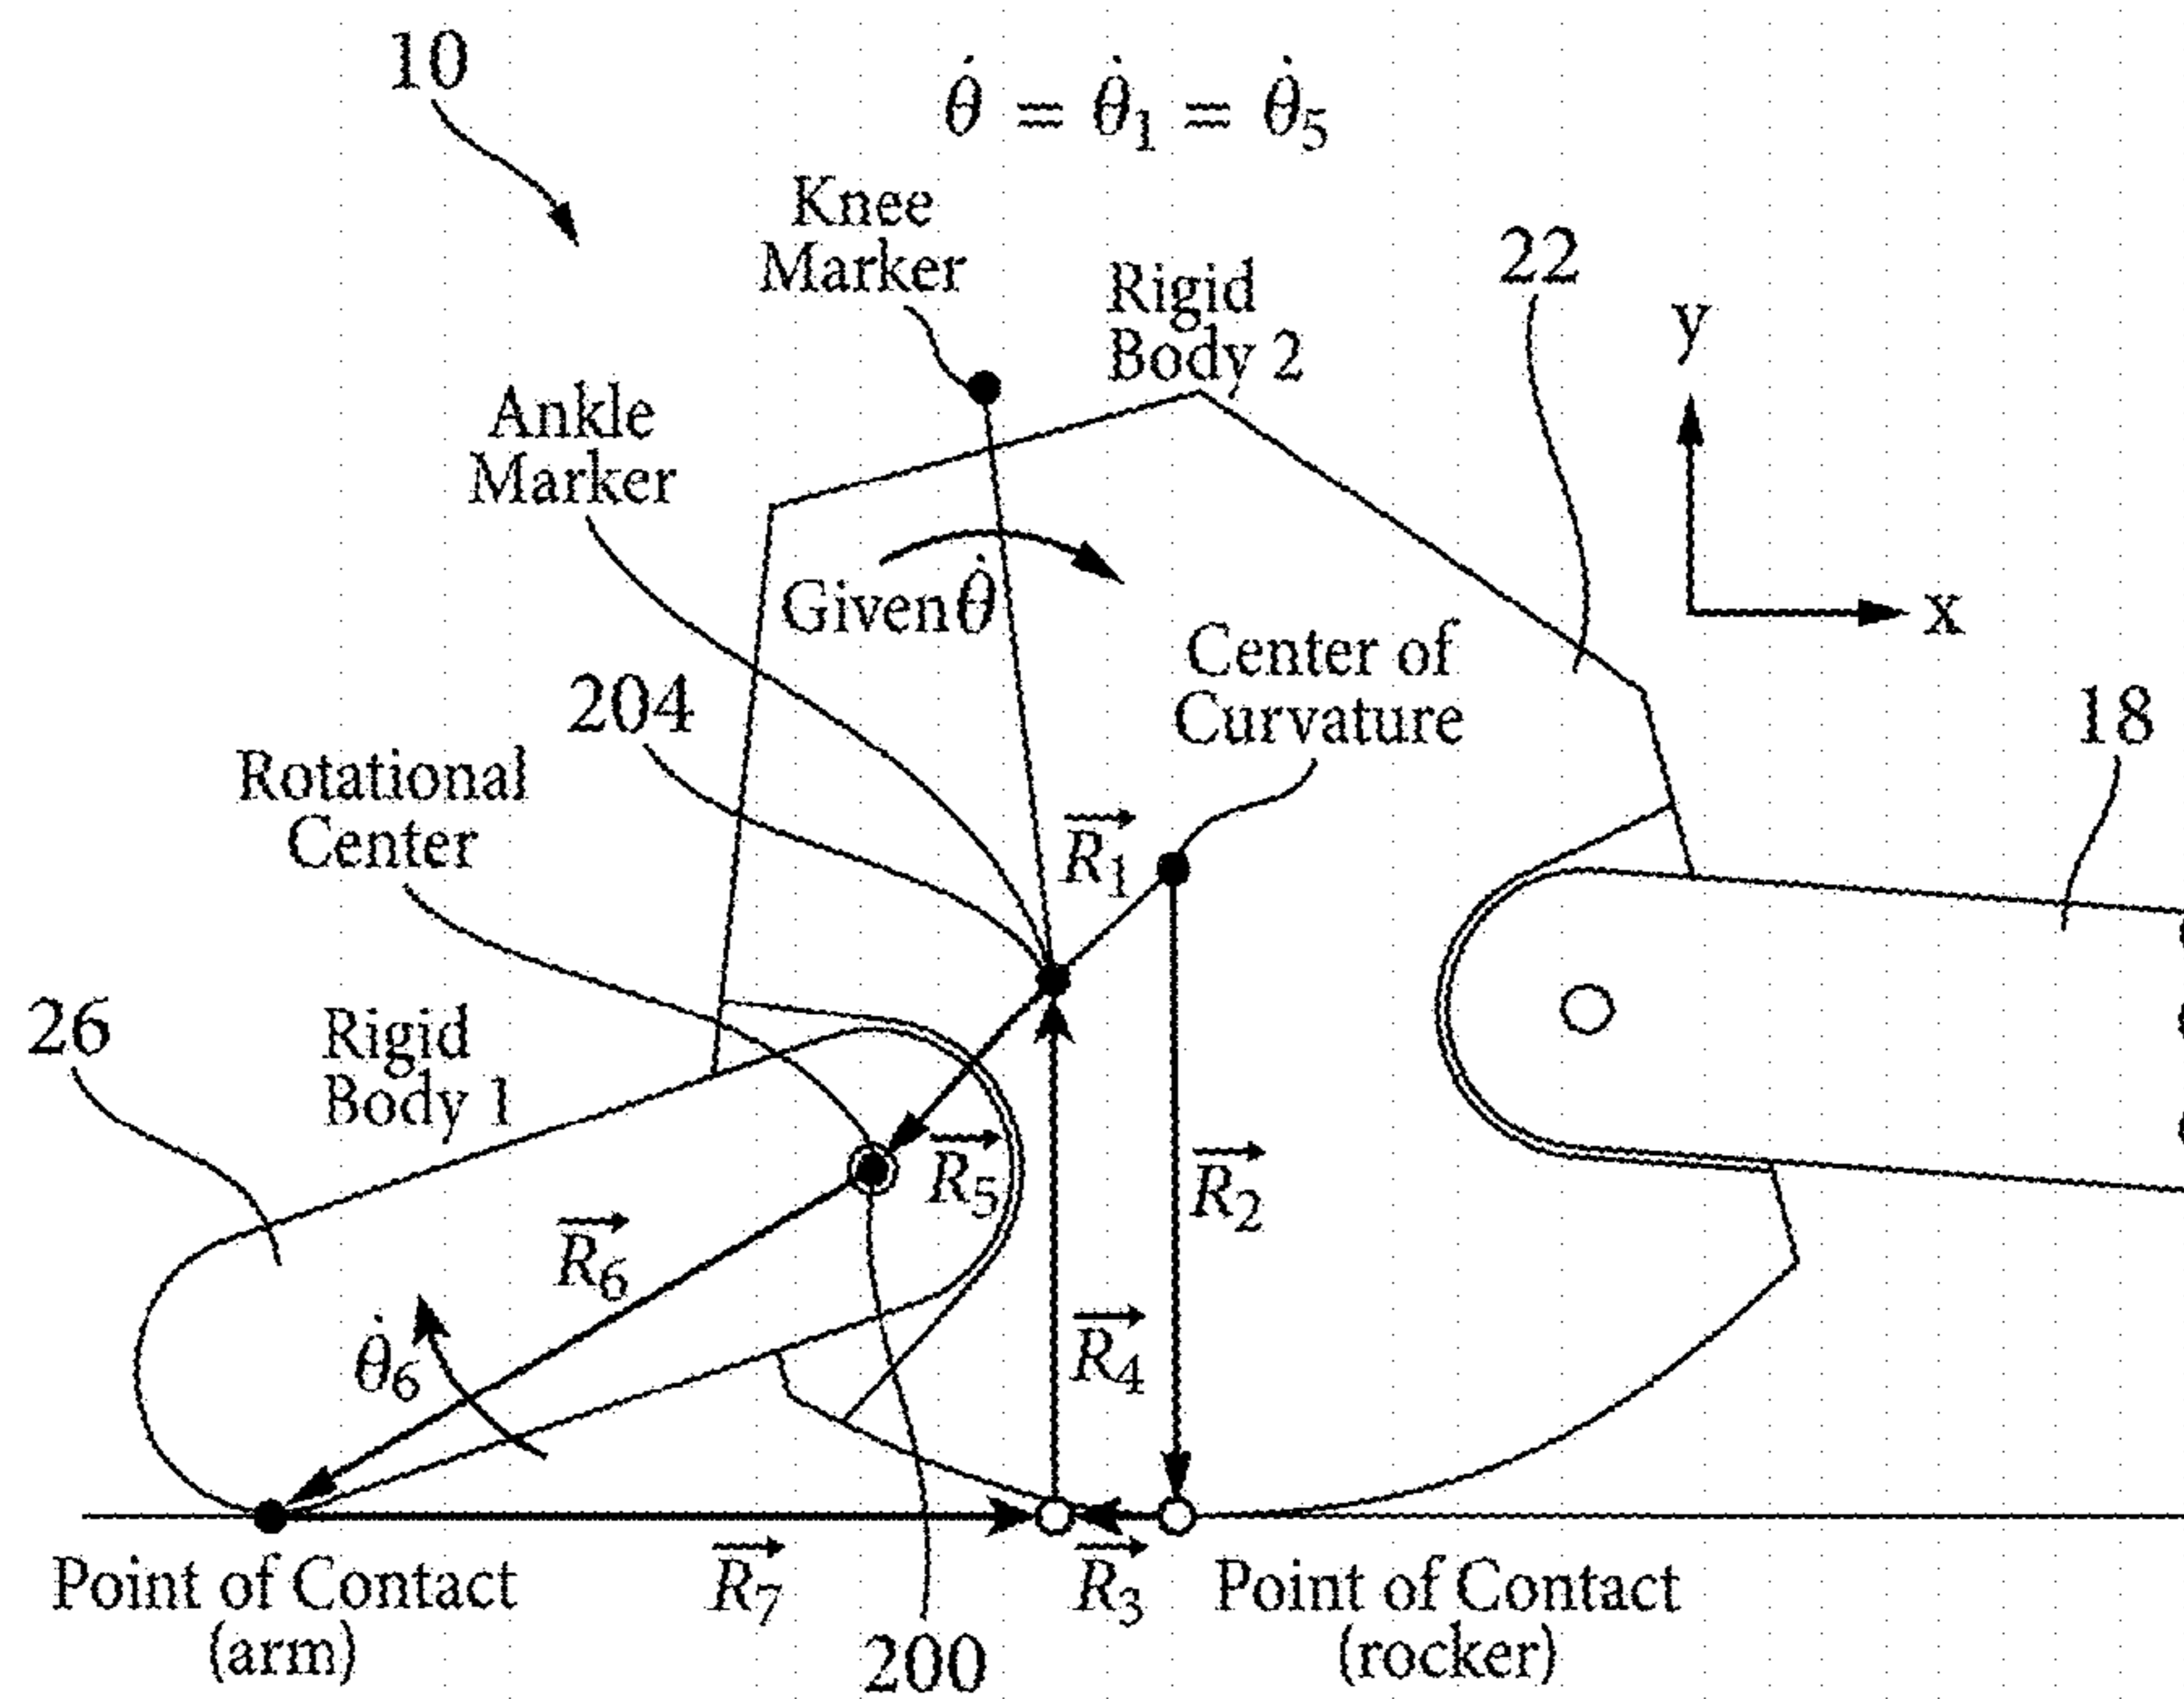 10
θ̇ = θ̇₁ = θ̇₅
Knee
Marker
Rigid
Body 2
22
y
x
Ankle
Marker
Given θ̇
Center of
Curvature
204
18
Rotational
Center
R₁
26
Rigid
Body 1
R₅
R₂
R₆
R₄
θ̇₆
R₇
R₃
Point of Contact
(arm)
Point of Contact
(rocker)
200